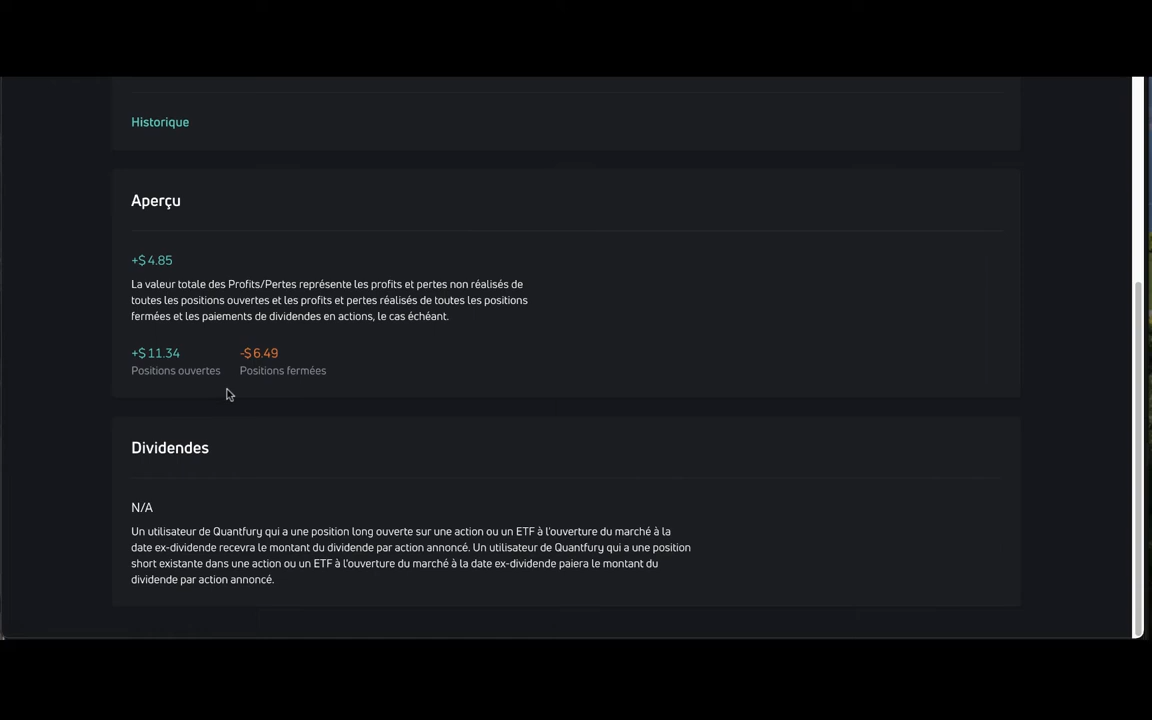 Historique
Aperçu
+$ 4.85
La valeur totale des Profits/Pertes représente les profits et pertes non réalisés de
toutes les positions ouvertes et les profits et pertes réalisés de toutes les positions
fermées et les paiements de dividendes en actions, le cas échéant.
+$ 11.34 -$ 6.49
Positions ouvertes Positions fermées
Dividendes
N/A
Un utilisateur de Quantfury qui a une position long ouverte sur une action ou un ETF à l'ouverture du marché à la
date ex-dividende recevra le montant du dividende par action annoncé. Un utilisateur de Quantfury qui a une position
short existante dans une action ou un ETF à l'ouverture du marché à la date ex-dividende paiera le montant du
dividende par action annoncé.